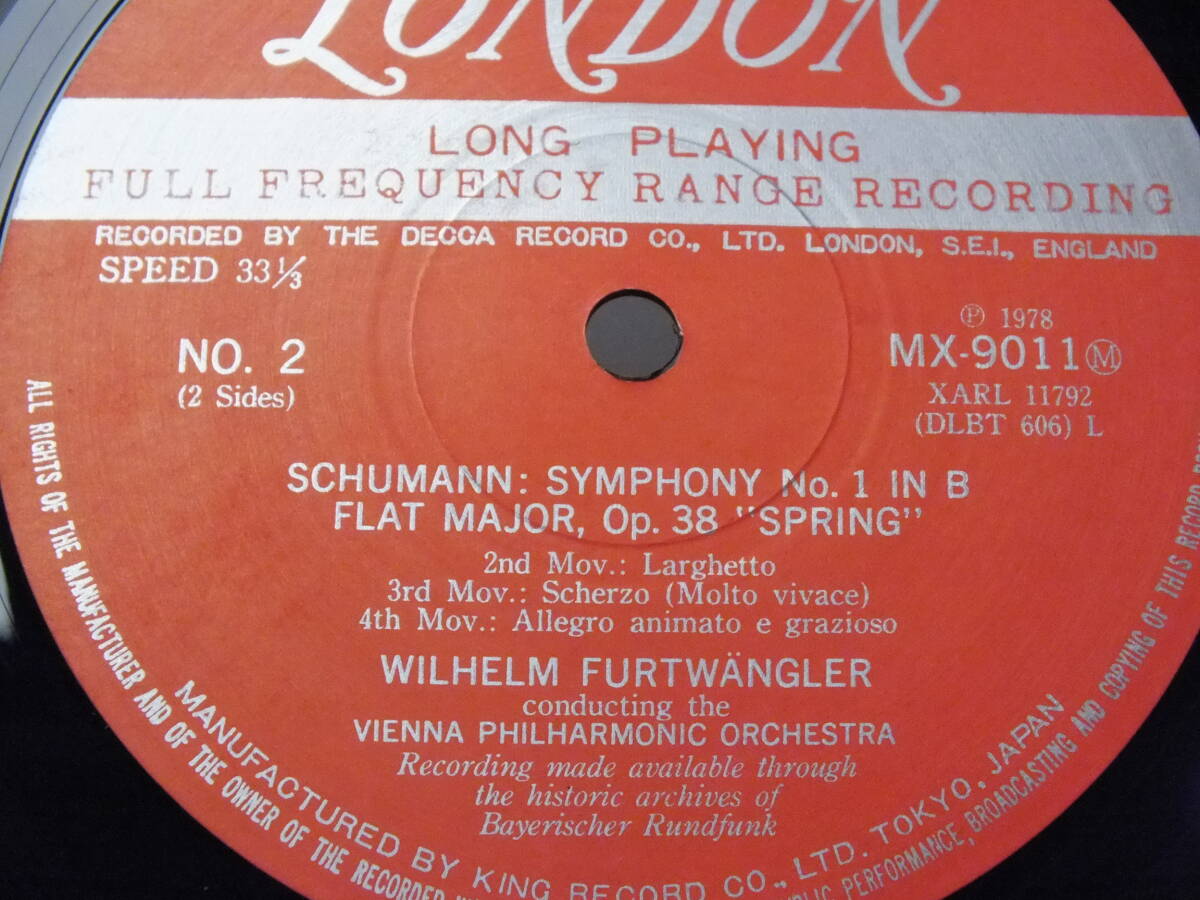 LONDON
LONG PLAYING
FULL FREQUENCY RANGE RECORDING
RECORDED BY THE DECCA RECORD CO., LTD. LONDON, S.E.I., ENGLAND
SPEED 33⅓
NO. 2
(2 Sides)
Ⓟ 1978
MX-9011 Ⓜ
XARL 11792
(DLBT 606) L
SCHUMANN: SYMPHONY No. 1 IN B
FLAT MAJOR, Op. 38 "SPRING"
2nd Mov.: Larghetto
3rd Mov.: Scherzo (Molto vivace)
4th Mov.: Allegro animato e grazioso
WILHELM FURTWÄNGLER
conducting the
VIENNA PHILHARMONIC ORCHESTRA
Recording made available through
the historic archives of
Bayerischer Rundfunk
MANUFACTURED BY KING RECORD CO., LTD. TOKYO, JAPAN
ALL RIGHTS OF THE MANUFACTURER AND OF THE OWNER OF THE RECORDED
PERFORMANCE, BROADCASTING AND COPYING OF THIS RECORD